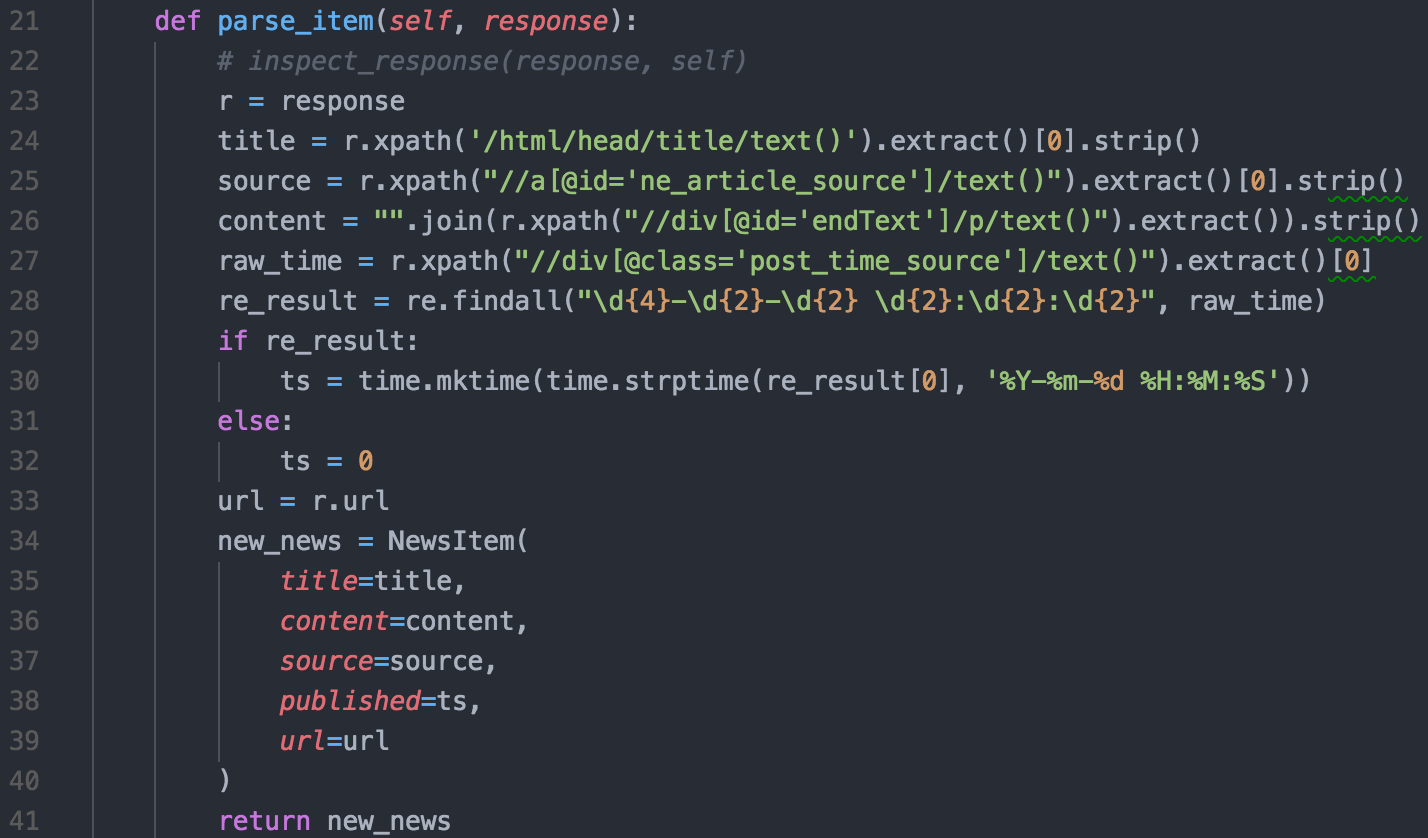 21 def parse_item(self, response):
22 # inspect_response(response, self)
23 r = response
24 title = r.xpath('/html/head/title/text()').extract()[0].strip()
25 source = r.xpath("//a[@id='ne_article_source']/text()").extract()[0].strip()
26 content = "".join(r.xpath("//div[@id='endText']/p/text()").extract()).strip()
27 raw_time = r.xpath("//div[@class='post_time_source']/text()").extract()[0]
28 re_result = re.findall("\d{4}-\d{2}-\d{2} \d{2}:\d{2}:\d{2}", raw_time)
29 if re_result:
30 ts = time.mktime(time.strptime(re_result[0], '%Y-%m-%d %H:%M:%S'))
31 else:
32 ts = 0
33 url = r.url
34 new_news = NewsItem(
35 title=title,
36 content=content,
37 source=source,
38 published=ts,
39 url=url
40 )
41 return new_news